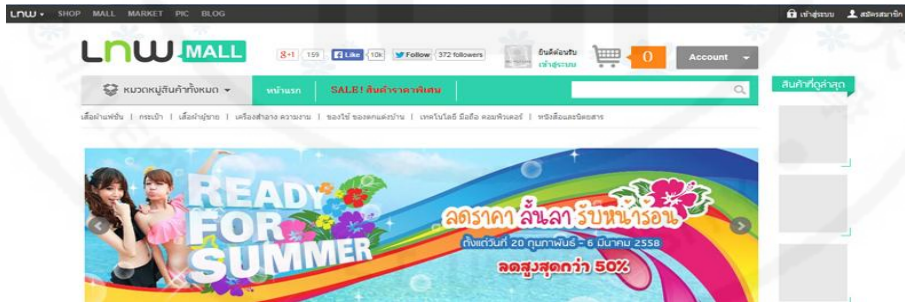 LnW SHOP MALL MARKET PIC BLOG เข้าสู่ระบบ สมัครสมาชิก
LnW MALL
g+1 159 Like 10k Follow 372 followers ยินดีต้อนรับ
เข้าสู่ระบบ 0 Account
หมวดหมู่สินค้าทั้งหมด หน้าแรก SALE! สินค้าราคาพิเศษ สินค้าที่ดูล่าสุด
เสื้อผ้าแฟชั่น | กระเป๋า | เสื้อผ้าผู้ชาย | เครื่องสำอาง ความงาม | ของใช้ ของตกแต่งบ้าน | เทคโนโลยี มือถือ คอมพิวเตอร์ | หนังสือและนิตยสาร
READY
FOR
SUMMER
ลดราคา ลั้นลา รับหน้าร้อน
ตั้งแต่วันที่ 20 กุมภาพันธ์ - 6 มีนาคม 2558
ลดสูงสุดกว่า 50%